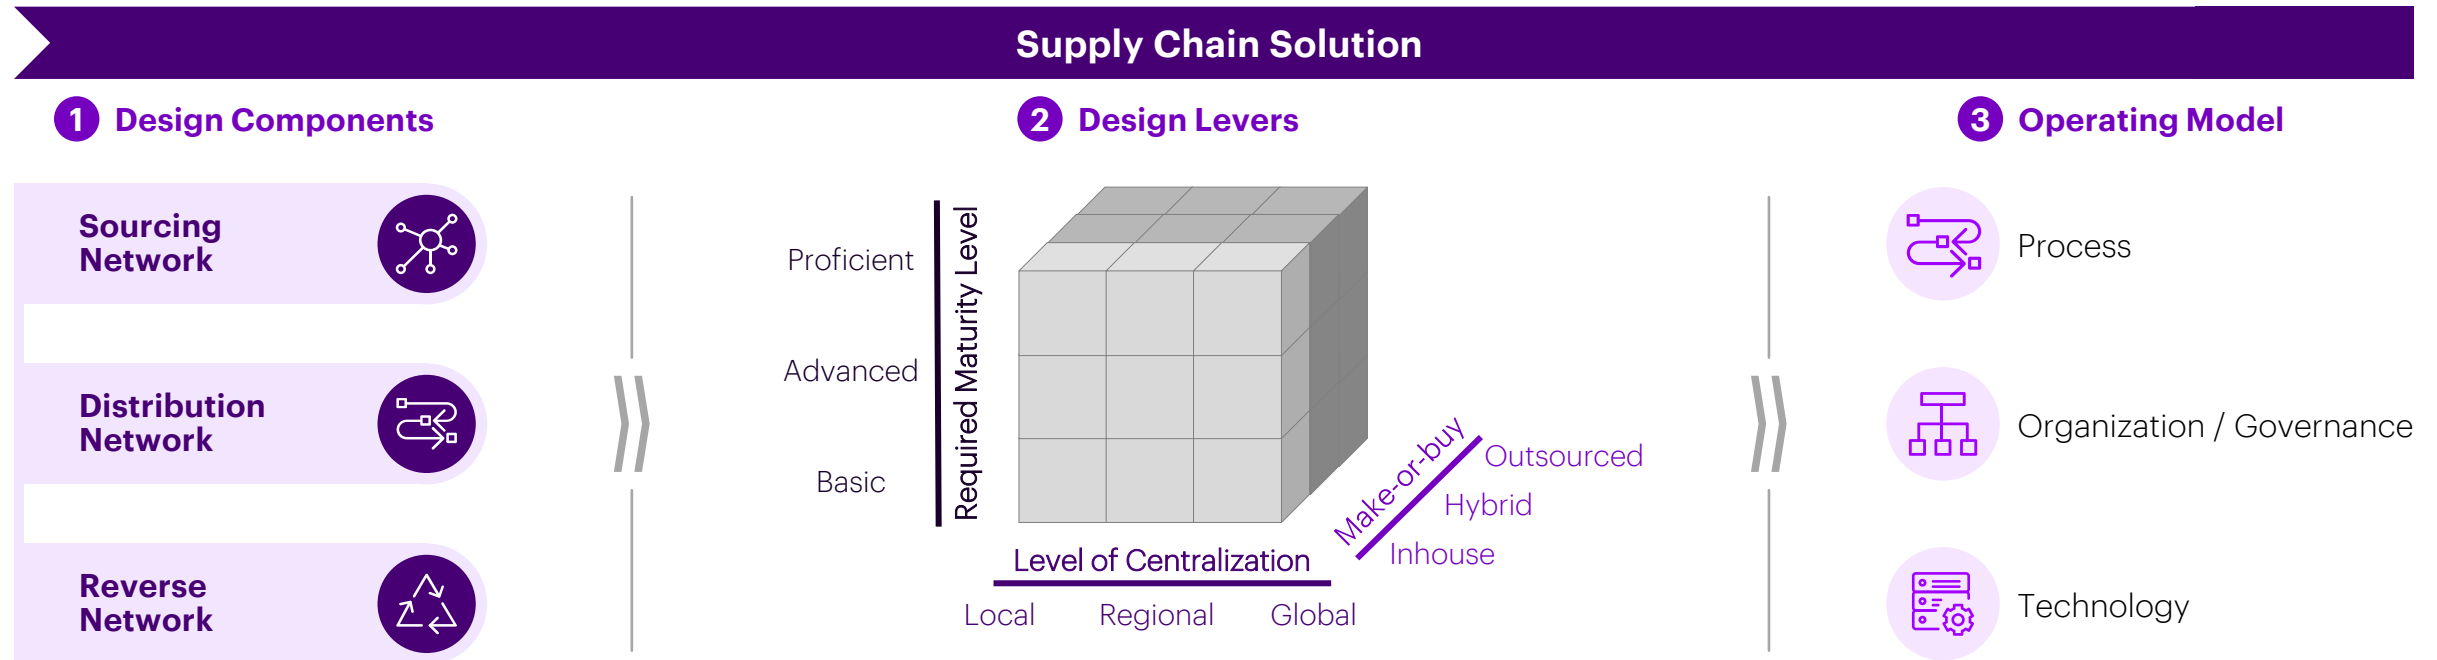 Supply Chain Solution
1 Design Components
Sourcing
Network
Distribution
Network
Reverse
Network
2 Design Levers
Required Maturity Level
Proficient
Advanced
Basic
Level of Centralization
Local Regional Global
Make-or-buy
Outsourced
Hybrid
Inhouse
3 Operating Model
Process
Organization / Governance
Technology